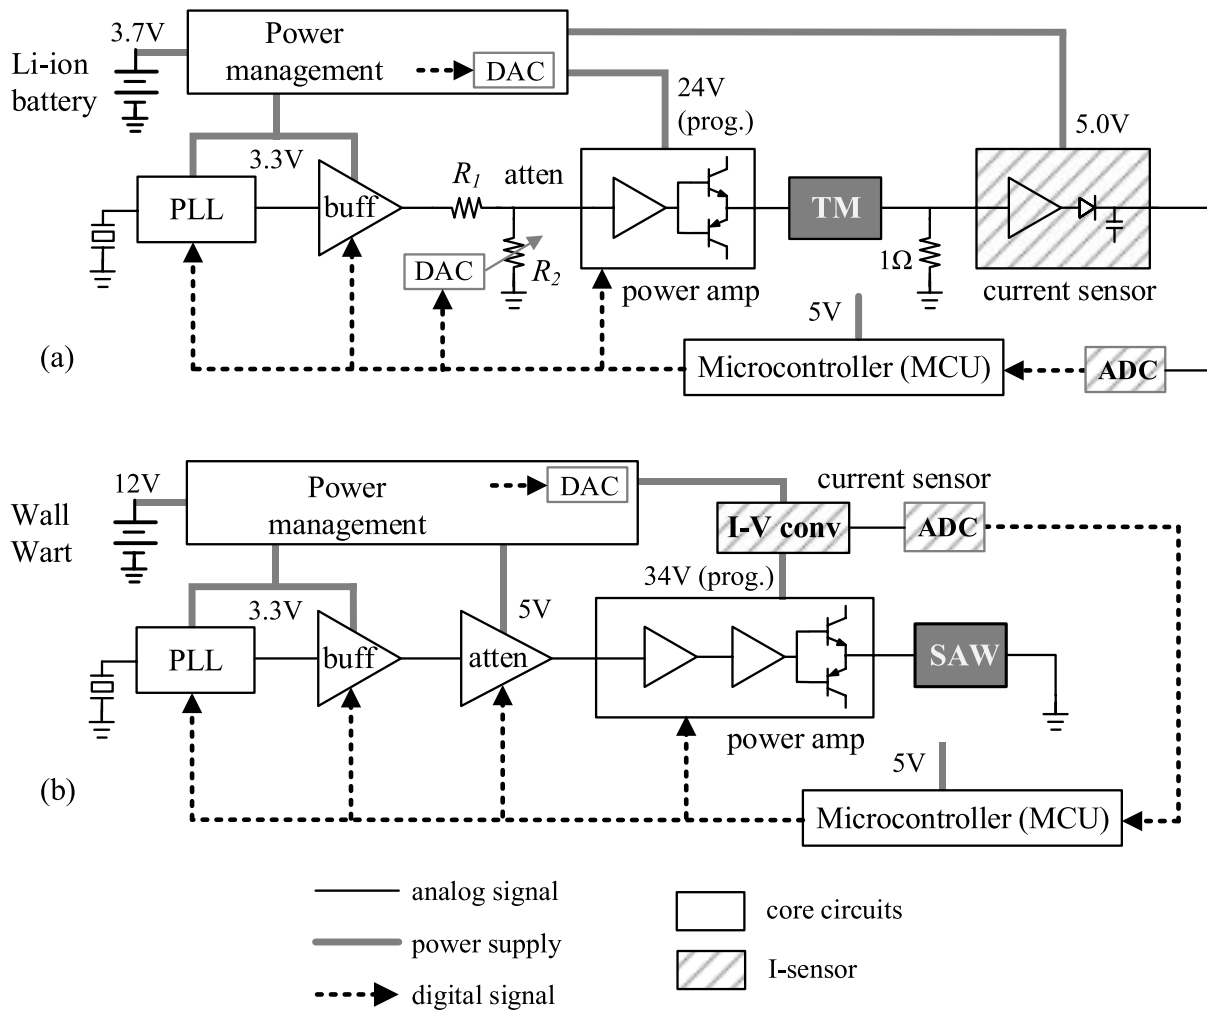 3.7V
Li-ion
battery
Power
management
DAC
24V
(prog.)
5.0V
3.3V
PLL
buff
R1
atten
DAC
R2
power amp
TM
1Ω
current sensor
5V
Microcontroller (MCU)
ADC
(a)
12V
Wall
Wart
Power
management
DAC
current sensor
I-V conv
ADC
34V (prog.)
3.3V
5V
PLL
buff
atten
SAW
power amp
5V
(b)
Microcontroller (MCU)
analog signal
core circuits
power supply
I-sensor
digital signal